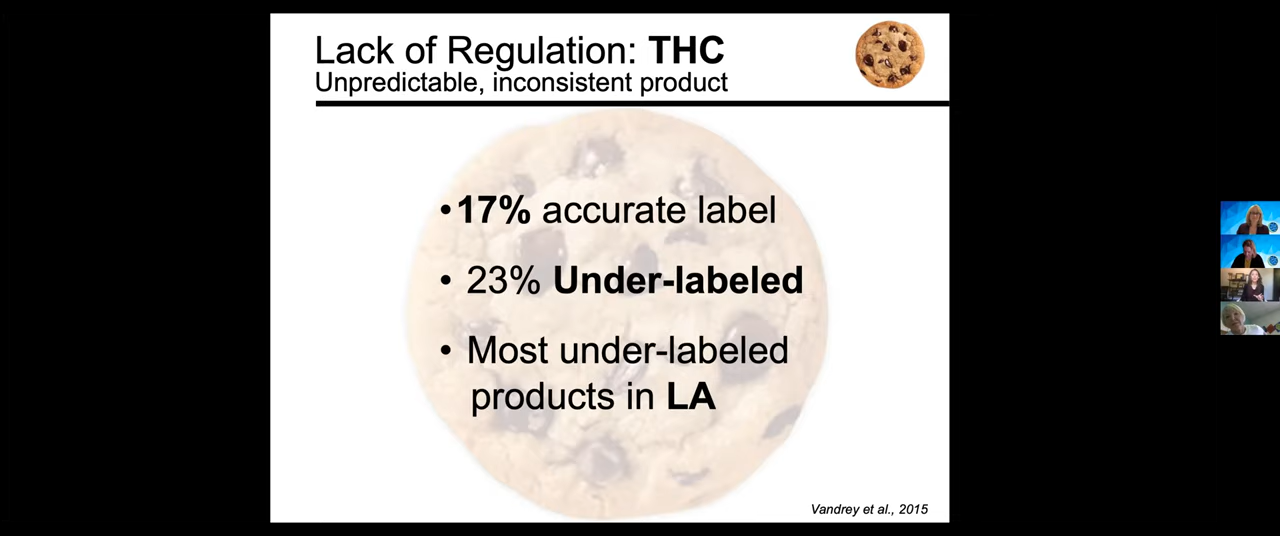 Lack of Regulation: THC
Unpredictable, inconsistent product
•17% accurate label
• 23% Under-labeled
• Most under-labeled
products in LA
Vandrey et al., 2015